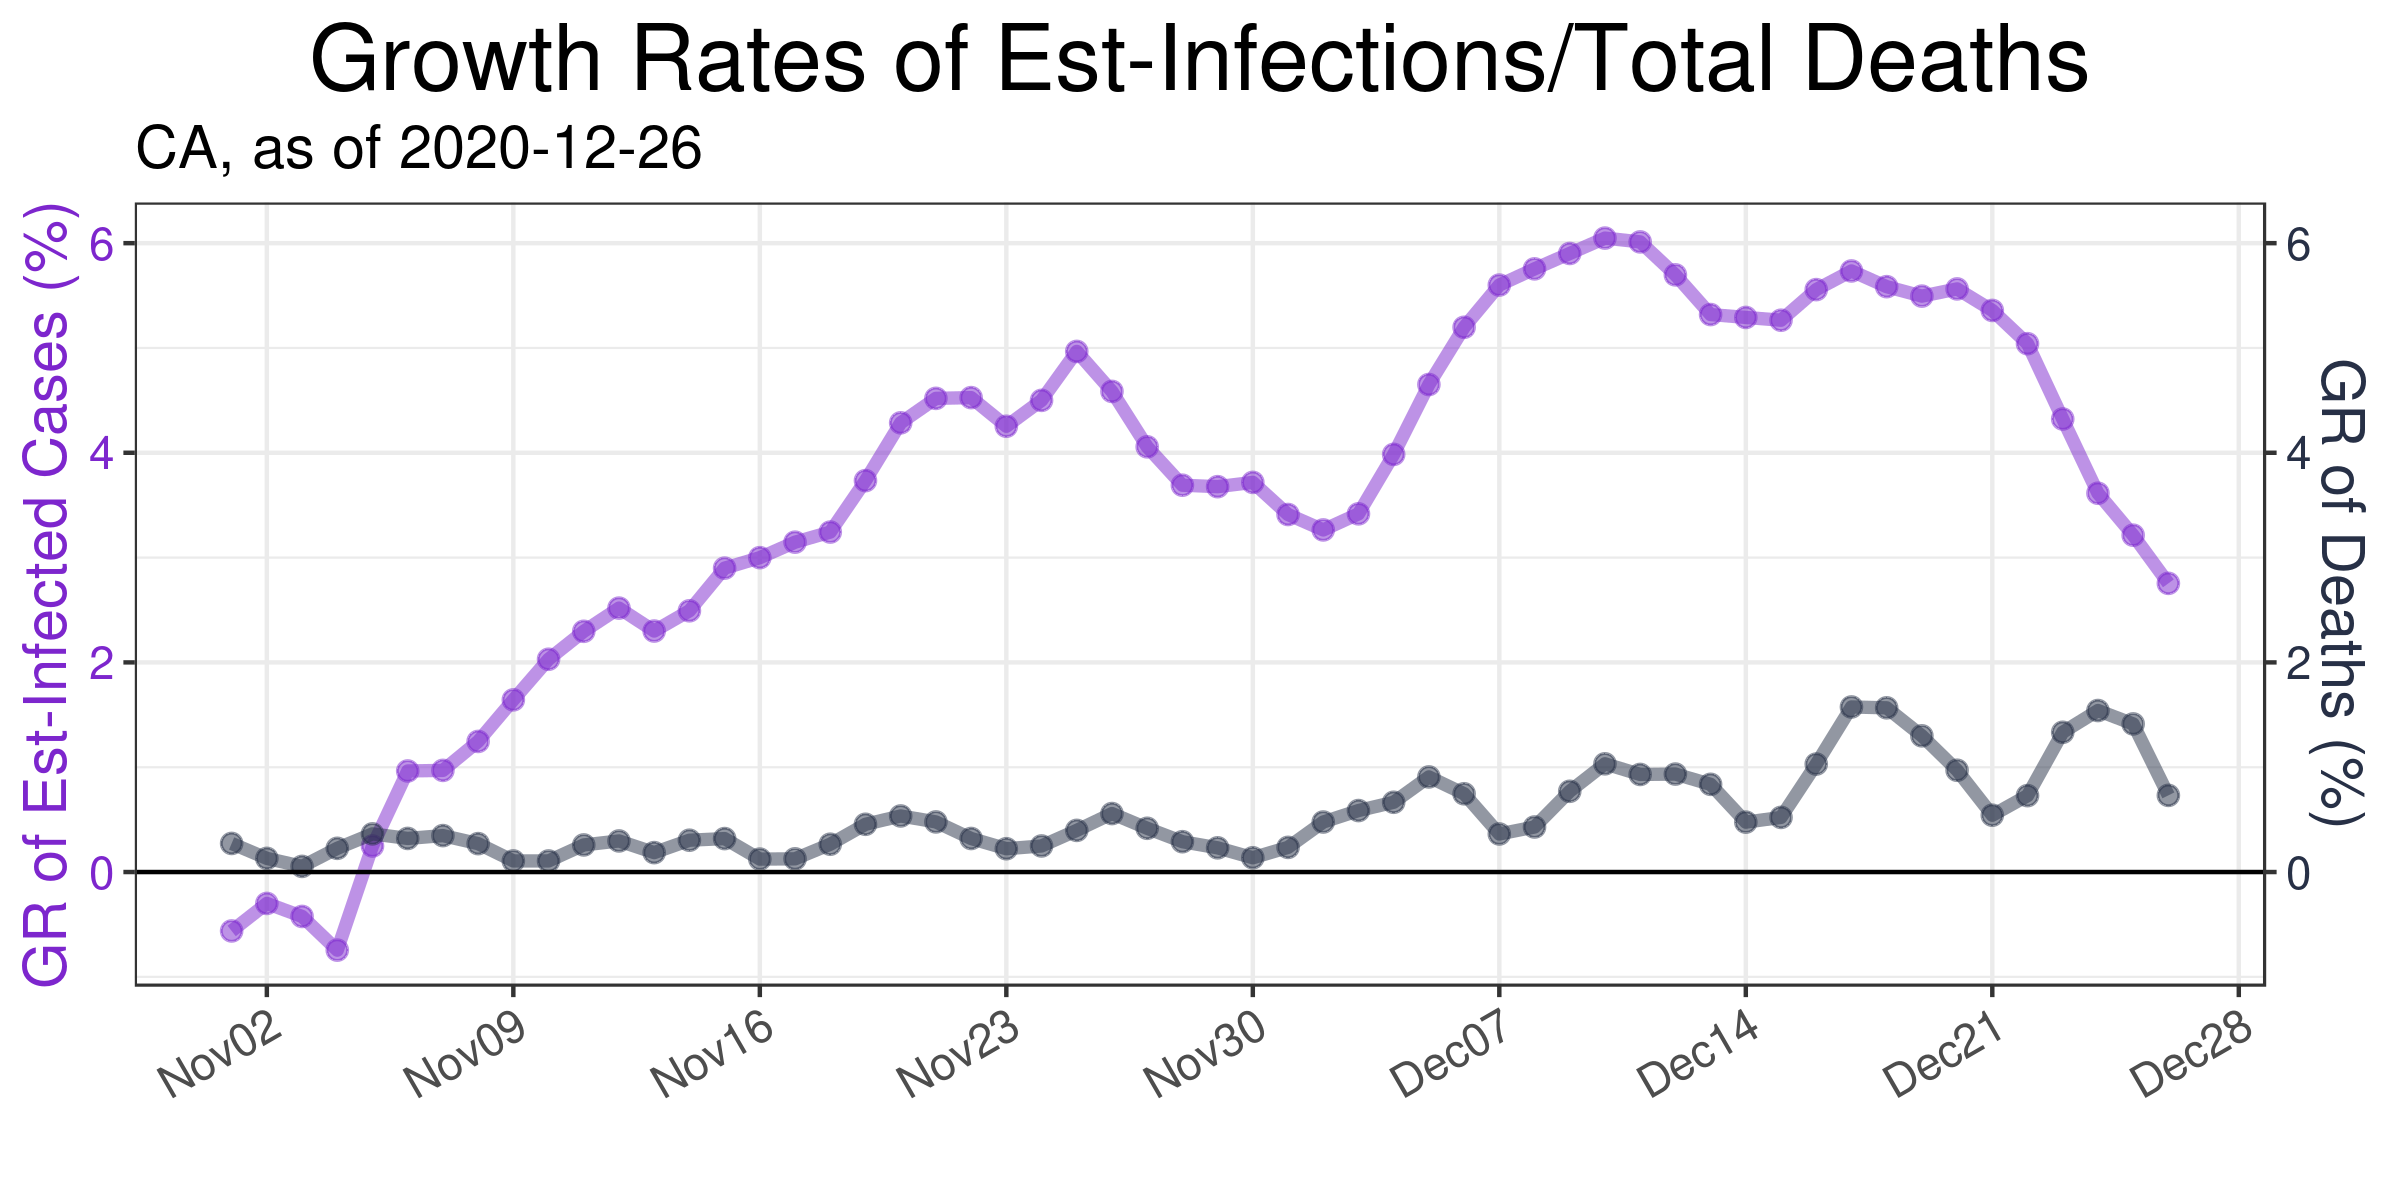 Growth Rates of Est-Infections/Total Deaths
CA, as of 2020-12-26
GR of Est-Infected Cases (%)
6
4
2
0
6
4
2
0
GR of Deaths (%)
Nov02
Nov09
Nov16
Nov23
Nov30
Dec07
Dec14
Dec21
Dec28